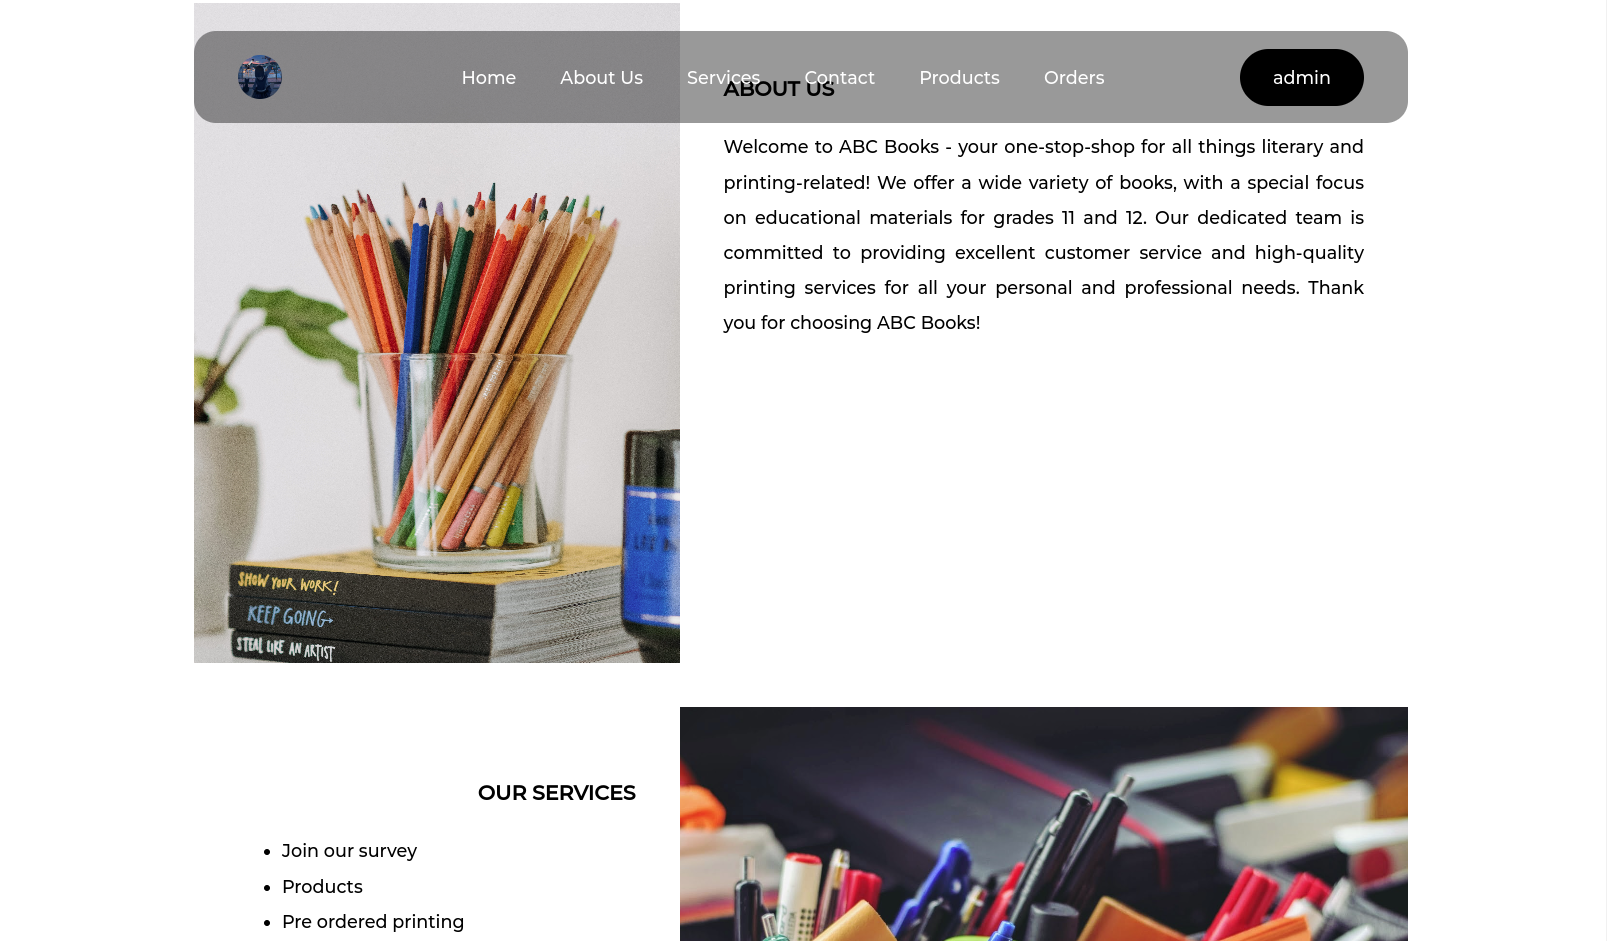 Home About Us Services Contact Products Orders admin
ABOUT US
Welcome to ABC Books - your one-stop-shop for all things literary and
printing-related! We offer a wide variety of books, with a special focus
on educational materials for grades 11 and 12. Our dedicated team is
committed to providing excellent customer service and high-quality
printing services for all your personal and professional needs. Thank
you for choosing ABC Books!
SHOW YOUR WORK!
KEEP GOING→
STEAL LIKE AN ARTIST
OUR SERVICES
• Join our survey
• Products
• Pre ordered printing